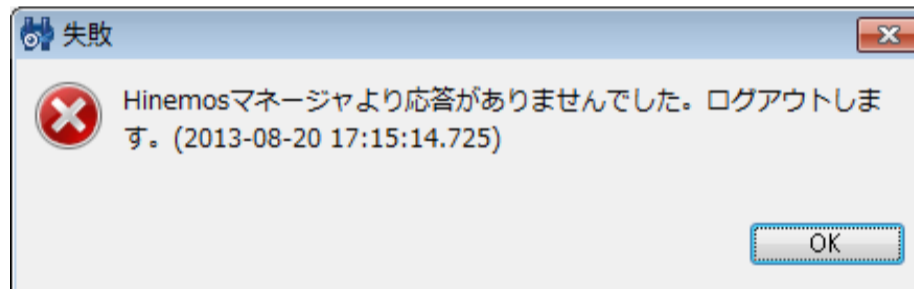 失敗
Hinemosマネージャより応答がありませんでした。ログアウトしま
す。(2013-08-20 17:15:14.725)
OK